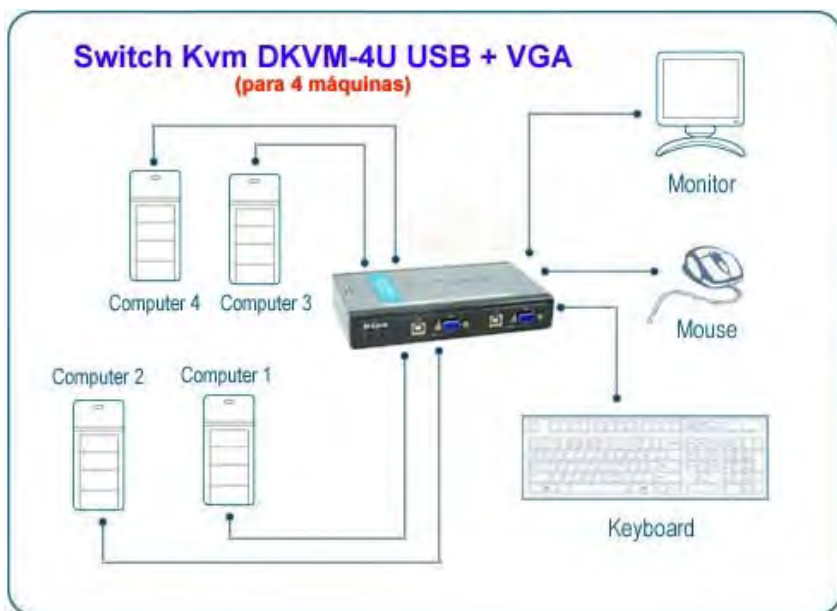 Switch Kvm DKVM-4U USB + VGA
(para 4 máquinas)
Monitor
Computer 4
Computer 3
D-Link
Mouse
Computer 2
Computer 1
Keyboard